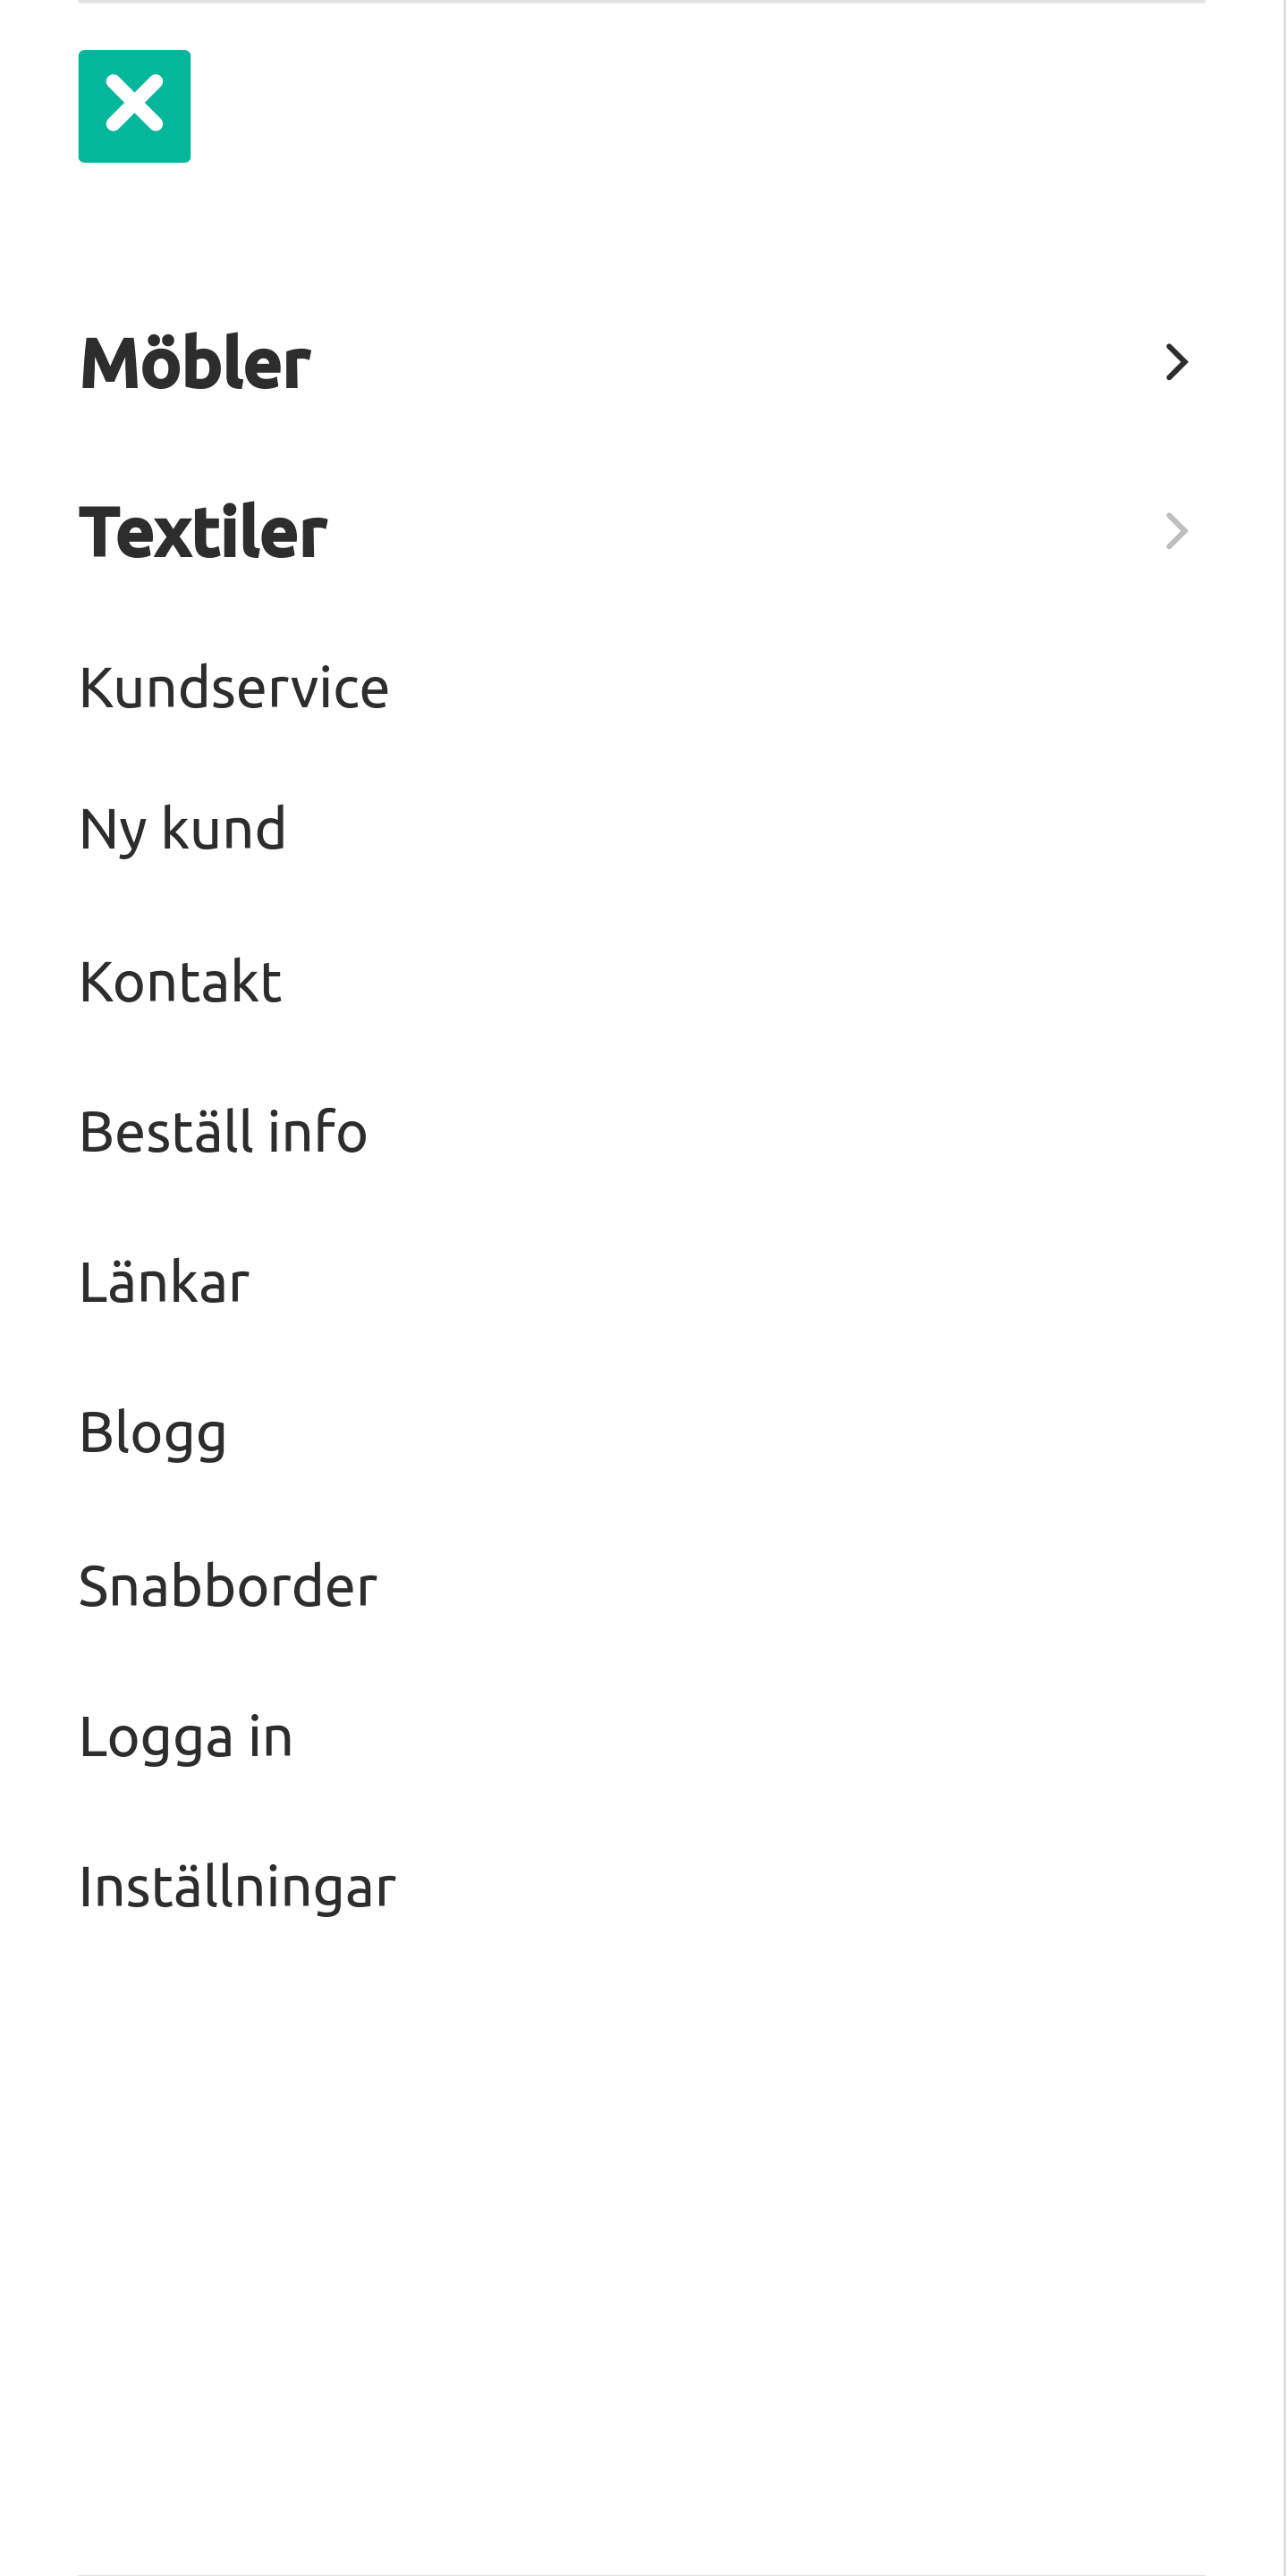 Möbler
Textiler
Kundservice
Ny kund
Kontakt
Beställ info
Länkar
Blogg
Snabborder
Logga in
Inställningar